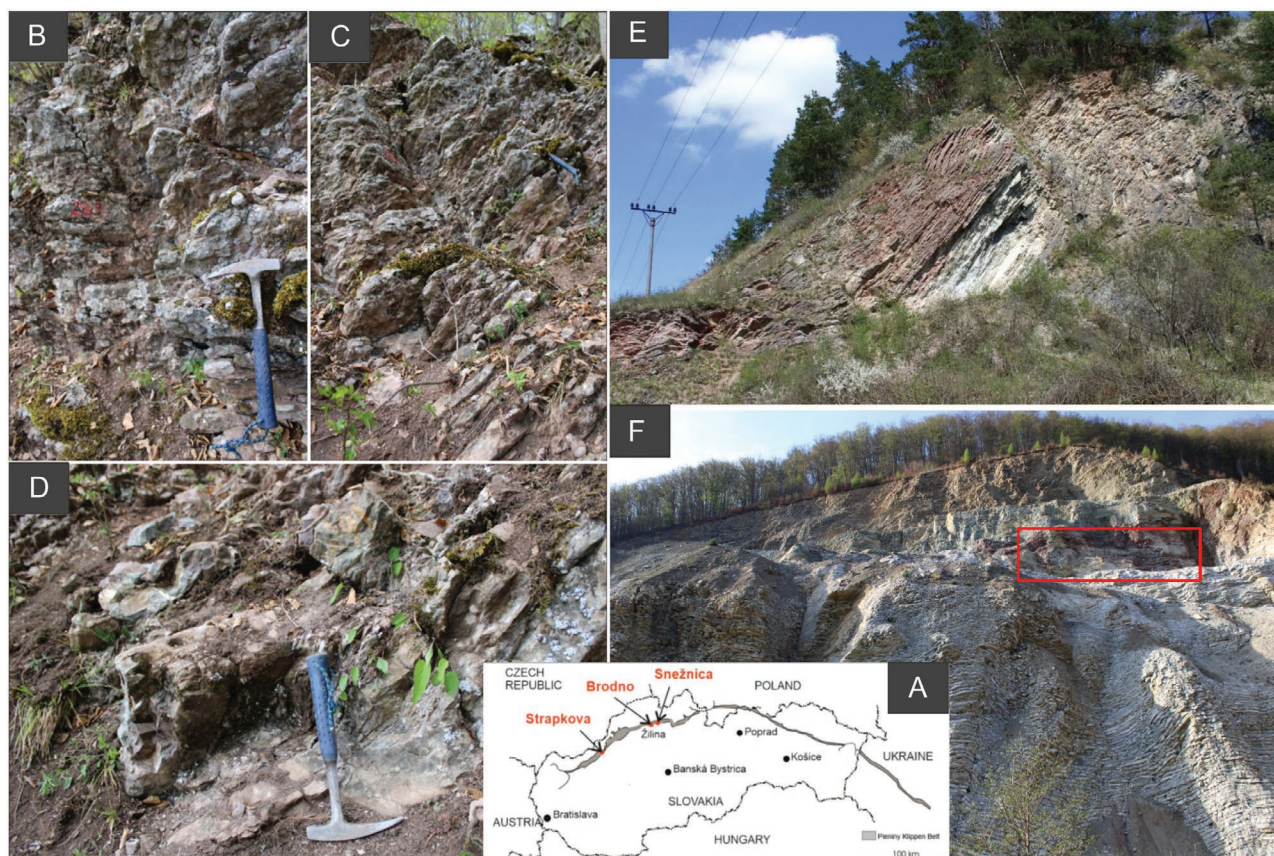 B
C
E
283
D
F
A
CZECH
REPUBLIC
POLAND
Snežnica
Brodno
Strapkova
Žilina
Poprad
Košice
UKRAINE
Banská Bystrica
SLOVAKIA
Bratislava
AUSTRIA
HUNGARY
Pieniny Klippen Belt
100 km